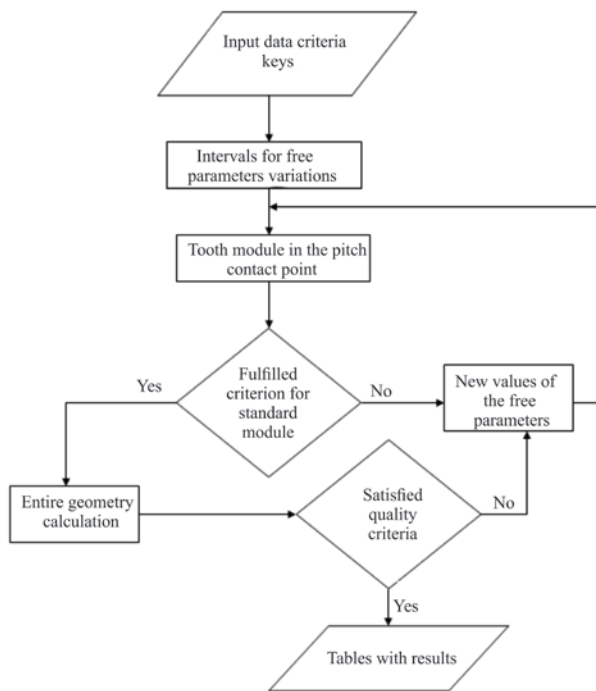 Input data criteria
keys
Intervals for free
parameters variations
Tooth module in the pitch
contact point
Fulfilled
criterion for
standard
module
Yes
No
New values of
the free
parameters
Entire geometry
calculation
Satisfied
quality
criteria
No
Yes
Tables with results